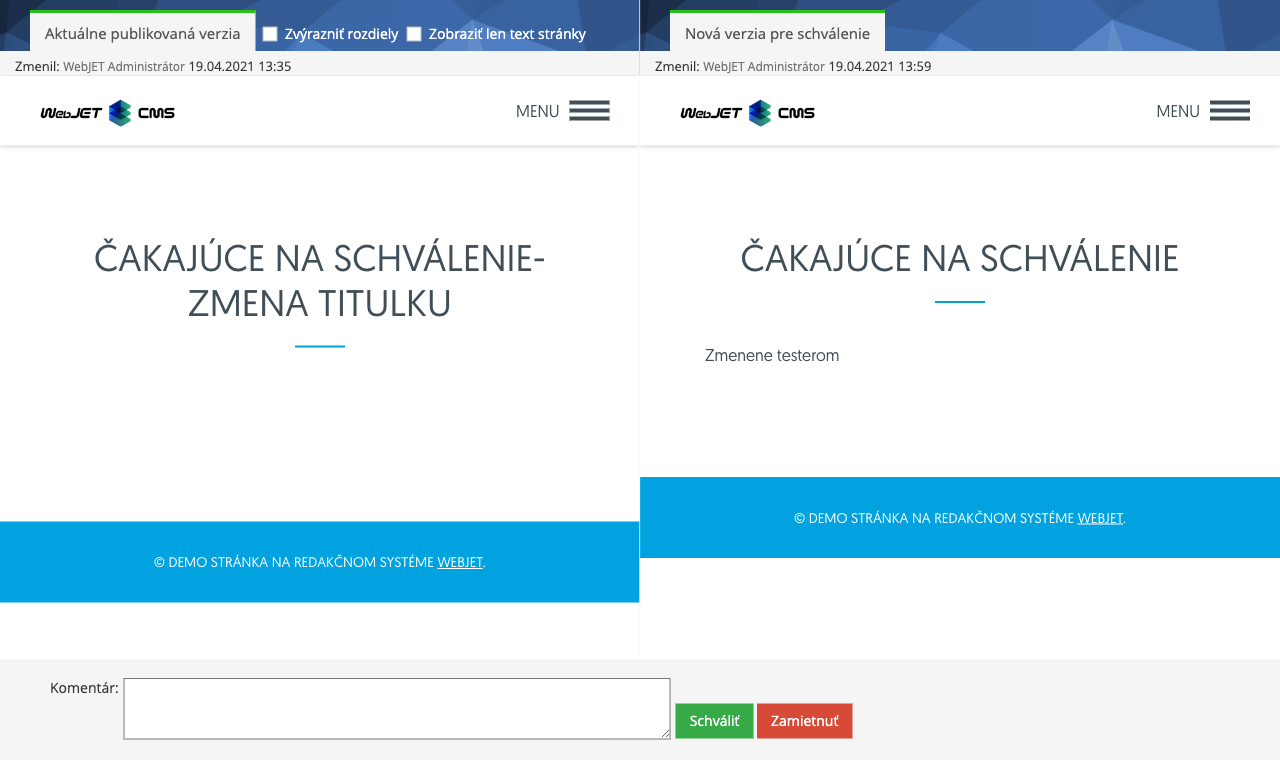 Aktuálne publikovaná verzia
Zvýrazniť rozdiely
Zobraziť len text stránky
Zmenil: WebJET Administrátor 19.04.2021 13:35
WebJET CMS
MENU
ČAKAJÚCE NA SCHVÁLENIE-
ZMENA TITULKU
© DEMO STRÁNKA NA REDAKČNOM SYSTÉME WEBJET.
Nová verzia pre schválenie
Zmenil: WebJET Administrátor 19.04.2021 13:59
WebJET CMS
MENU
ČAKAJÚCE NA SCHVÁLENIE
Zmenene testerom
© DEMO STRÁNKA NA REDAKČNOM SYSTÉME WEBJET.
Komentár:
Schváliť
Zamietnuť